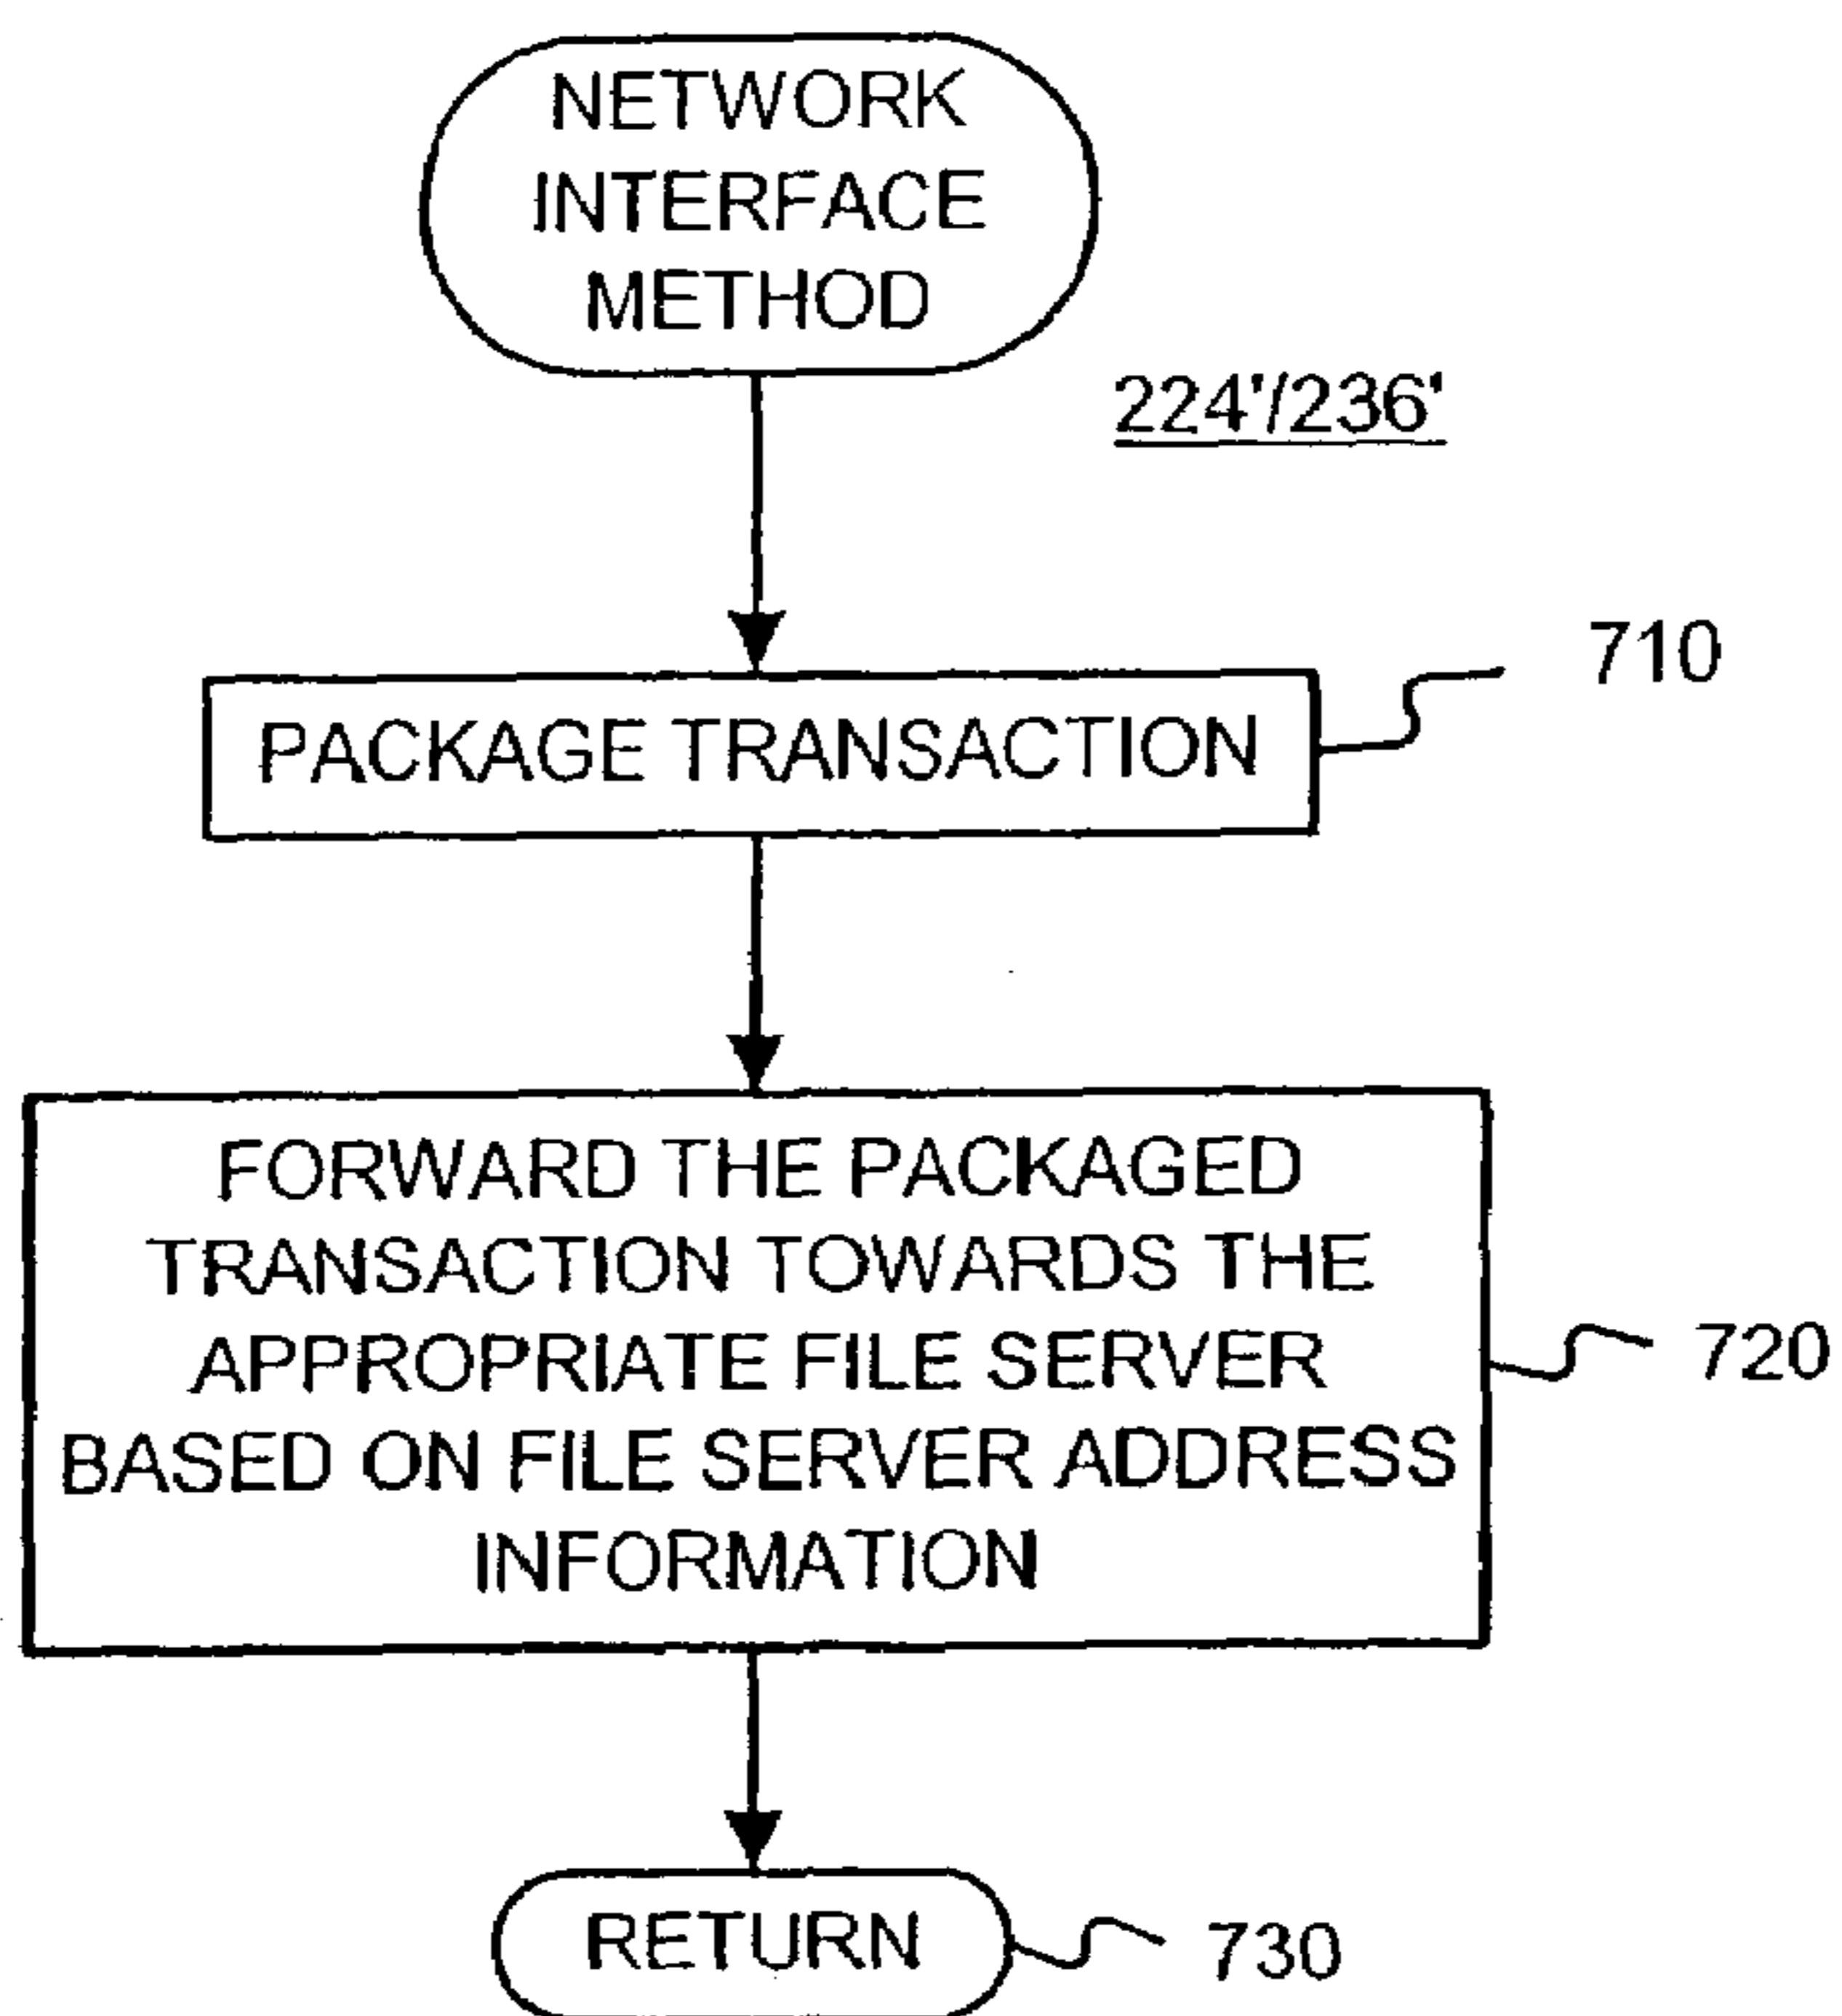 NETWORK
INTERFACE
METHOD
224'/236'
710
PACKAGE TRANSACTION
FORWARD THE PACKAGED
TRANSACTION TOWARDS THE
APPROPRIATE FILE SERVER
BASED ON FILE SERVER ADDRESS
INFORMATION
720
RETURN
730